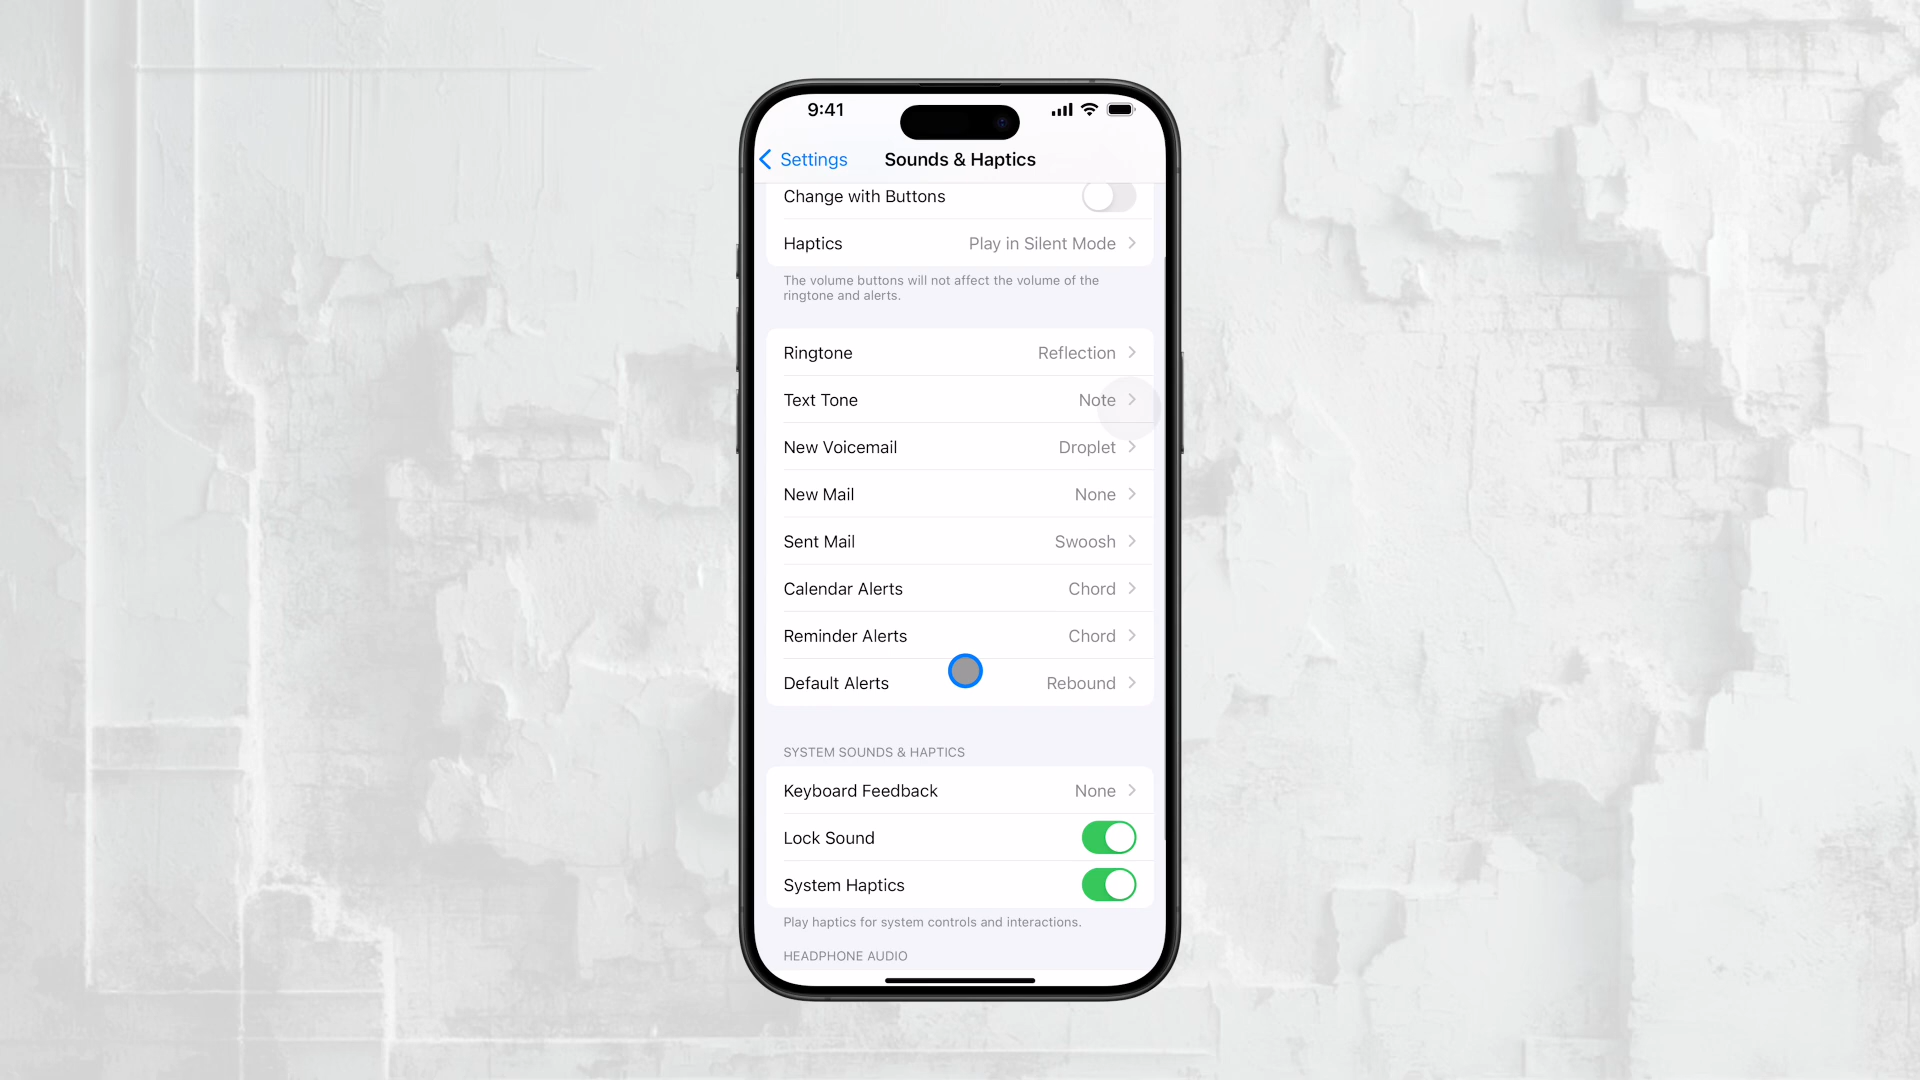 9:41
Settings
Sounds & Haptics
Change with Buttons
Haptics Play in Silent Mode
The volume buttons will not affect the volume of the
ringtone and alerts.
Ringtone Reflection
Text Tone Note
New Voicemail Droplet
New Mail None
Sent Mail Swoosh
Calendar Alerts Chord
Reminder Alerts Chord
Default Alerts Rebound
SYSTEM SOUNDS & HAPTICS
Keyboard Feedback None
Lock Sound
System Haptics
Play haptics for system controls and interactions.
HEADPHONE AUDIO